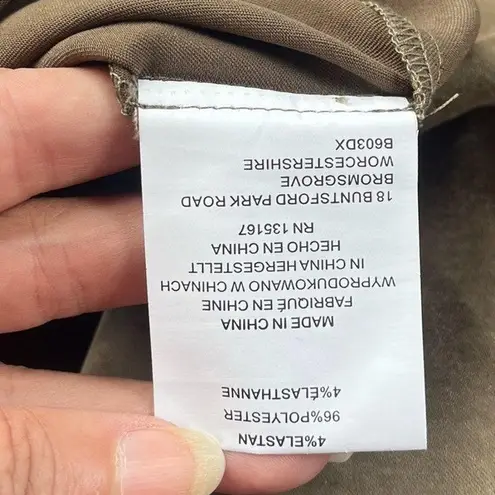 4%ELASTAN
96%POLYESTER
4%ÉLASTHANNE
MADE IN CHINA
FABRIQUÉ EN CHINE
WYPRODUKOWANO W CHINACH
IN CHINA HERGESTELLT
HECHO EN CHINA
RN 135167
18 BUNTSFORD PARK ROAD
BROMSGROVE
WORCESTERSHIRE
B603DX